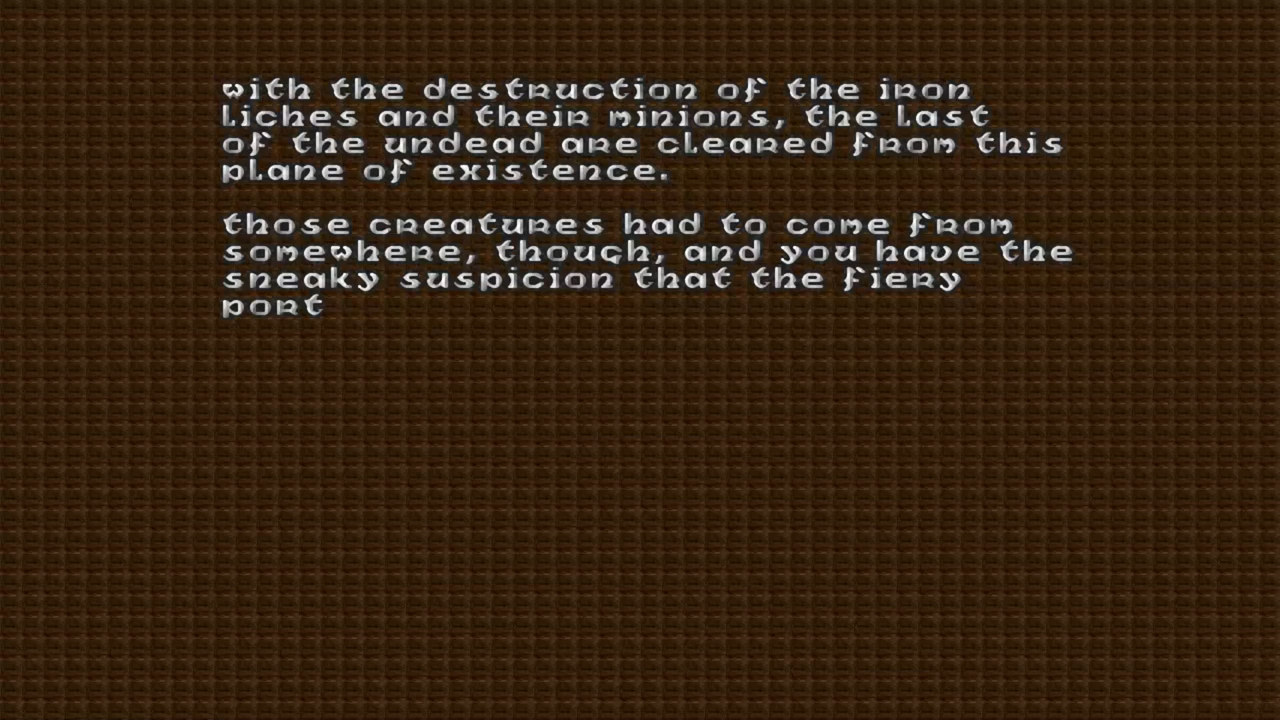 with the destruction of the iron
liches and their minions, the last
of the undead are cleared from this
plane of existence.
those creatures had to come from
somewhere, though, and you have the
sneaky suspicion that the fiery
port